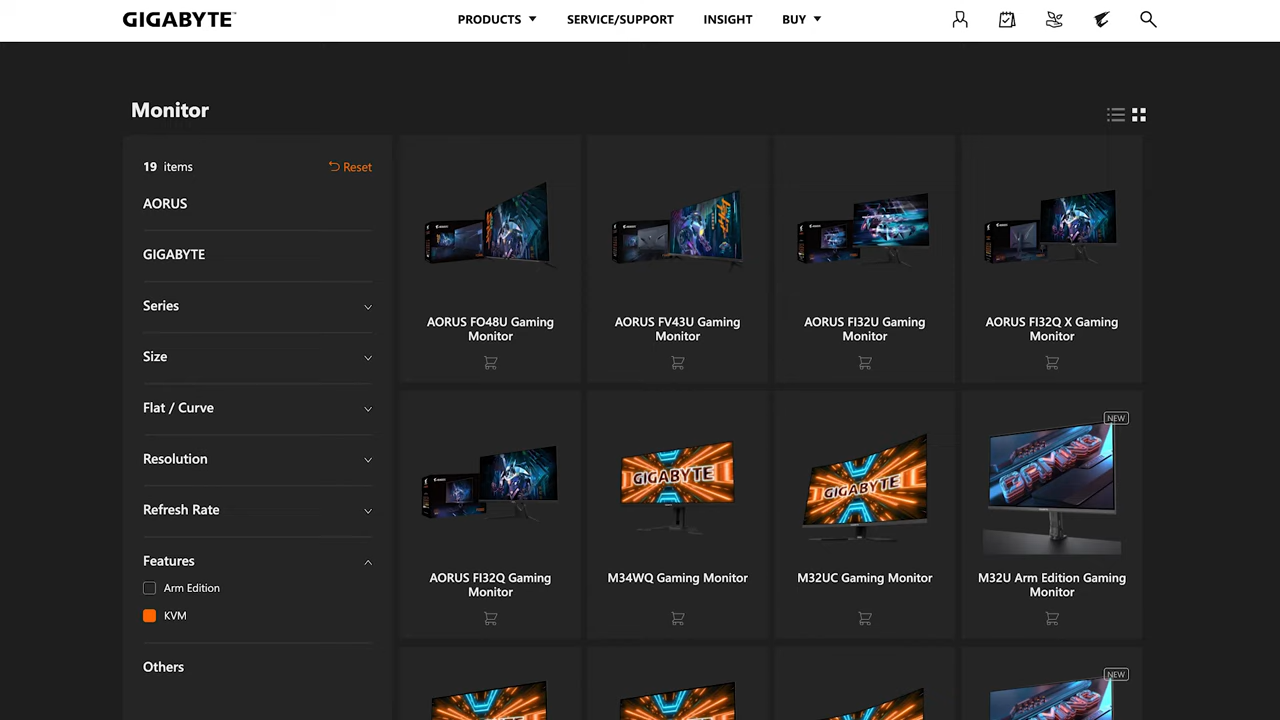 GIGABYTE™
PRODUCTS
SERVICE/SUPPORT
INSIGHT
BUY
Monitor
19 items
Reset
AORUS
GIGABYTE
Series
Size
Flat / Curve
Resolution
Refresh Rate
Features
Arm Edition
KVM
Others
AORUS FO48U Gaming
Monitor
AORUS FV43U Gaming
Monitor
AORUS FI32U Gaming
Monitor
AORUS FI32Q X Gaming
Monitor
AORUS FI32Q Gaming
Monitor
GIGABYTE
M34WQ Gaming Monitor
GIGABYTE
M32UC Gaming Monitor
NEW
M32U Arm Edition Gaming
Monitor
NEW